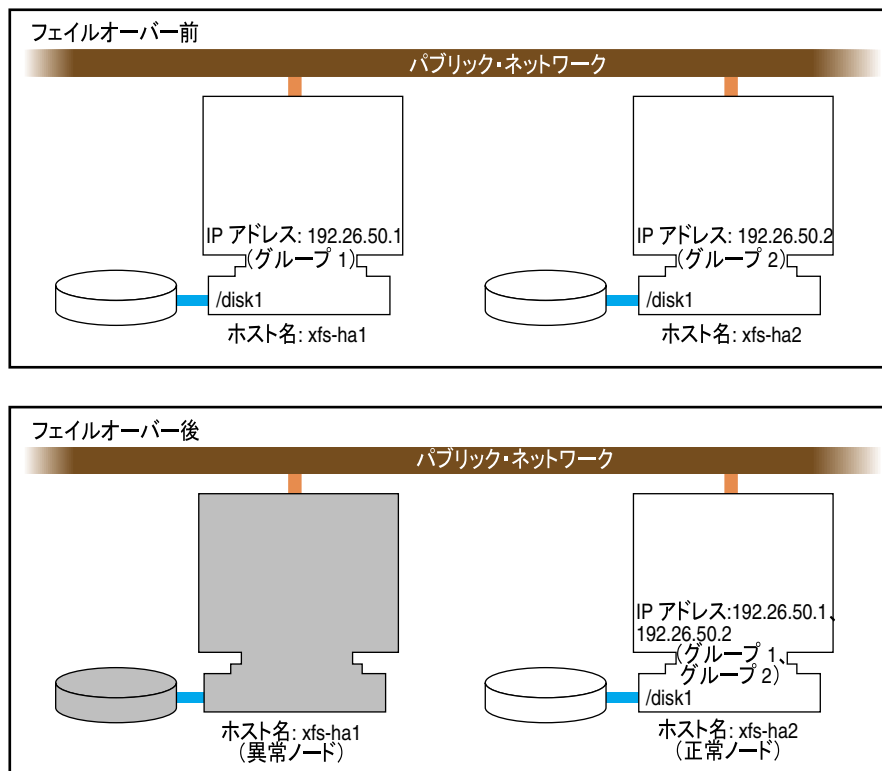 フェイルオーバー前
パブリック・ネットワーク
IP アドレス: 192.26.50.1
(グループ 1)
/disk1
ホスト名: xfs-ha1
IP アドレス: 192.26.50.2
(グループ 2)
/disk1
ホスト名: xfs-ha2
フェイルオーバー後
パブリック・ネットワーク
ホスト名: xfs-ha1
(異常ノード)
IP アドレス:192.26.50.1、
192.26.50.2
(グループ 1、
グループ 2)
/disk1
ホスト名: xfs-ha2
(正常ノード)